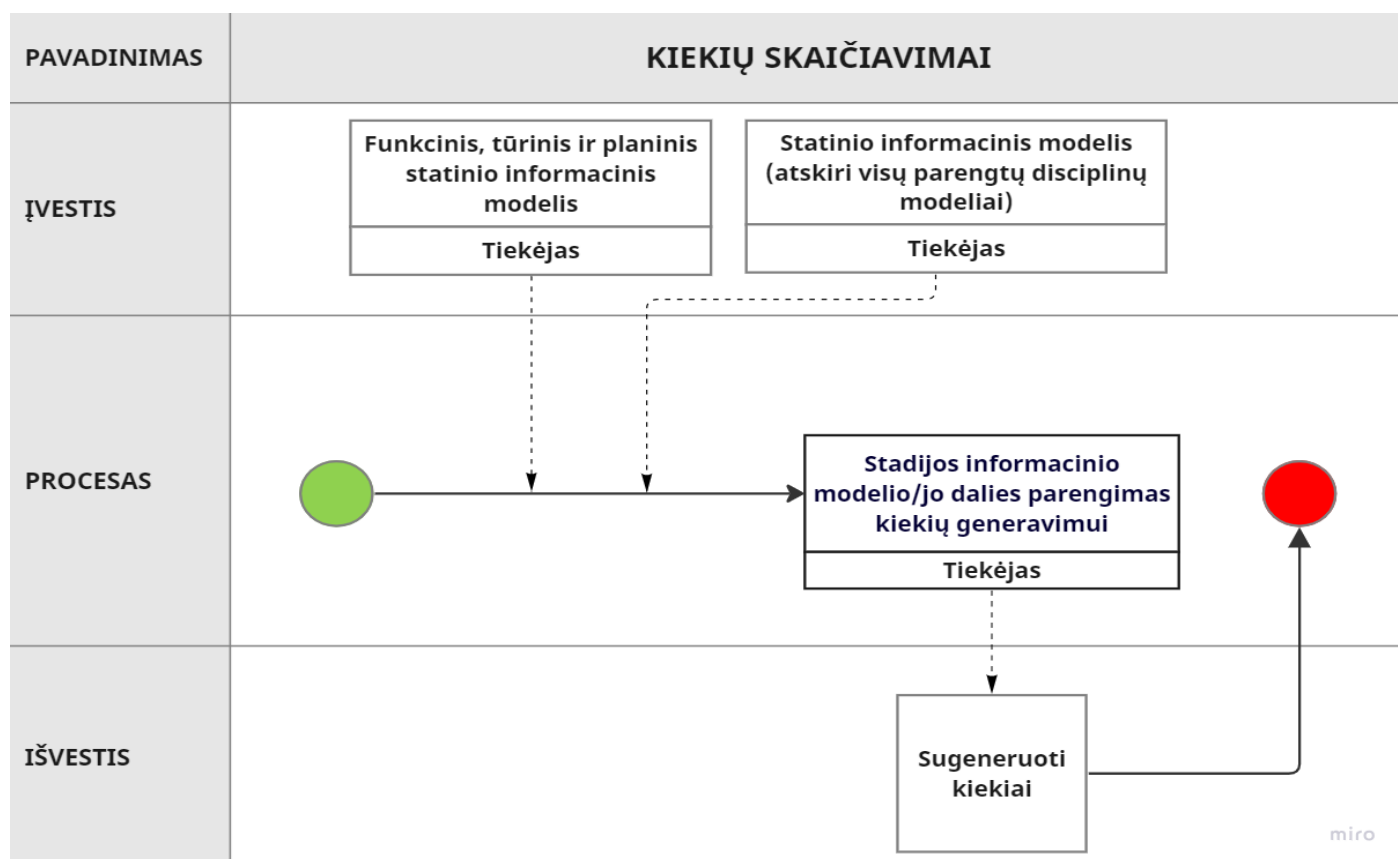 PAVADINIMAS
KIEKIŲ SKAIČIAVIMAI
ĮVESTIS
Funkcinis, tūrinis ir planinis
statinio informacinis
modelis
Tiekėjas
Statinio informacinis modelis
(atskiri visų parengtų disciplinų
modeliai)
Tiekėjas
PROCESAS
Stadijos informacinio
modelio/jo dalies parengimas
kiekių generavimui
Tiekėjas
IŠVESTIS
Sugeneruoti
kiekiai
miro